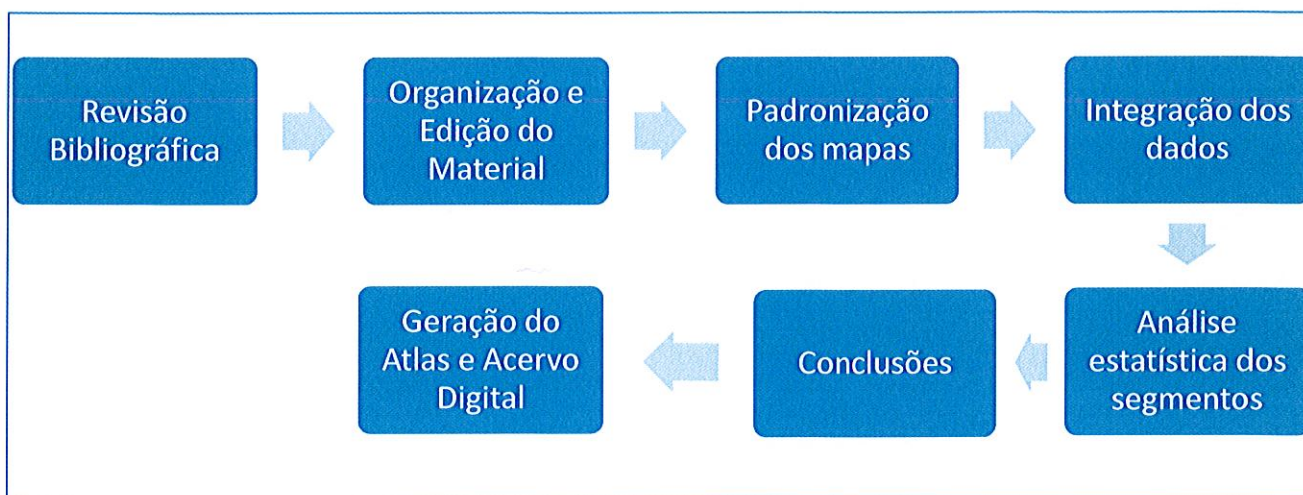 Revisão
Bibliográfica
Organização e
Edição do
Material
Padronização
dos mapas
Integração dos
dados
Análise
estatística dos
segmentos
Conclusões
Geração do
Atlas e Acervo
Digital